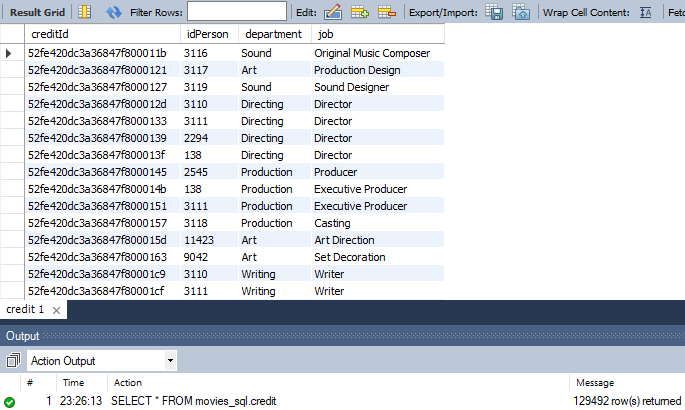 Result Grid Filter Rows: Edit: Export/Import: Wrap Cell Content: Fetc
creditId idPerson department job
52fe420dc3a36847f800011b 3116 Sound Original Music Composer
52fe420dc3a36847f8000121 3117 Art Production Design
52fe420dc3a36847f8000127 3119 Sound Sound Designer
52fe420dc3a36847f800012d 3110 Directing Director
52fe420dc3a36847f8000133 3111 Directing Director
52fe420dc3a36847f8000139 2294 Directing Director
52fe420dc3a36847f800013f 138 Directing Director
52fe420dc3a36847f8000145 2545 Production Producer
52fe420dc3a36847f800014b 138 Production Executive Producer
52fe420dc3a36847f8000151 3111 Production Executive Producer
52fe420dc3a36847f8000157 3118 Production Casting
52fe420dc3a36847f800015d 11423 Art Art Direction
52fe420dc3a36847f8000163 9042 Art Set Decoration
52fe420dc3a36847f80001c9 3110 Writing Writer
52fe420dc3a36847f80001cf 3111 Writing Writer
credit 1
Output
Action Output
# Time Action Message
1 23:26:13 SELECT * FROM movies_sql.credit 129492 row(s) returned